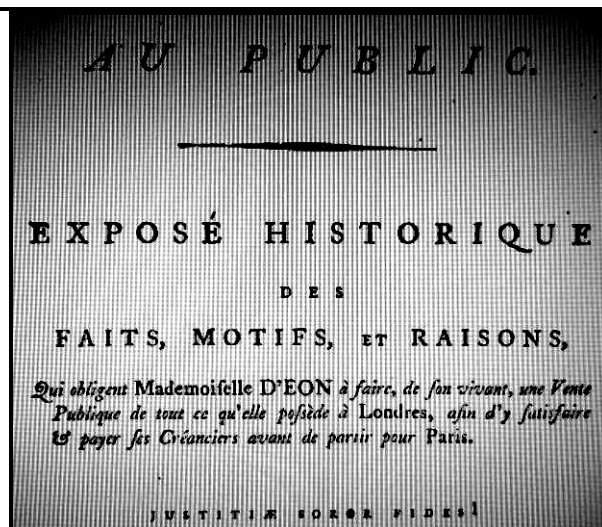 AU PUBLIC.
EXPOSÉ HISTORIQUE
DES
FAITS, MOTIFS, ET RAISONS,
Qui obligent Mademoiſelle D'EON à faire, de ſon vivant, une Vente
Publique de tout ce qu'elle poſsède à Londres, afin d'y ſatisfaire
& payer ſes Créanciers avant de partir pour Paris.
JUSTITIÆ SOROR FIDES!